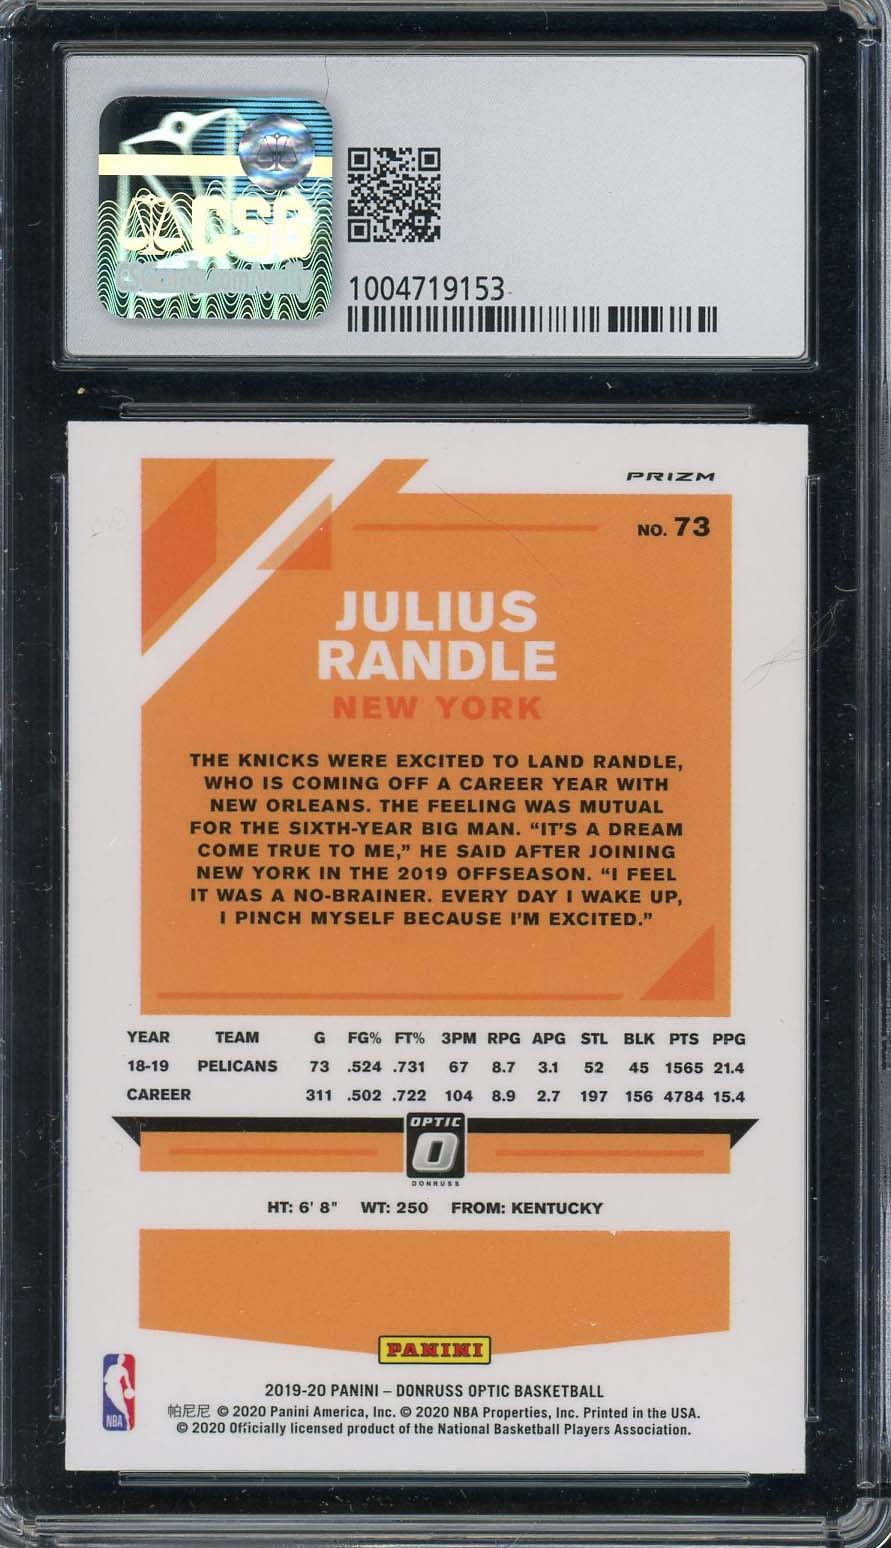 CSG
1004719153
PRIZM
NO. 73
JULIUS
RANDLE
NEW YORK
THE KNICKS WERE EXCITED TO LAND RANDLE,
WHO IS COMING OFF A CAREER YEAR WITH
NEW ORLEANS. THE FEELING WAS MUTUAL
FOR THE SIXTH-YEAR BIG MAN. “IT’S A DREAM
COME TRUE TO ME,” HE SAID AFTER JOINING
NEW YORK IN THE 2019 OFFSEASON. “I FEEL
IT WAS A NO-BRAINER. EVERY DAY I WAKE UP,
I PINCH MYSELF BECAUSE I’M EXCITED.”
YEAR TEAM G FG% FT% 3PM RPG APG STL BLK PTS PPG
18-19 PELICANS 73 .524 .731 67 8.7 3.1 52 45 1565 21.4
CAREER 311 .502 .722 104 8.9 2.7 197 156 4784 15.4
OPTIC
DONRUSS
HT: 6' 8" WT: 250 FROM: KENTUCKY
PANINI
NBA
2019-20 PANINI – DONRUSS OPTIC BASKETBALL
帕尼尼 © 2020 Panini America, Inc. © 2020 NBA Properties, Inc. Printed in the USA.
© 2020 Officially licensed product of the National Basketball Players Association.